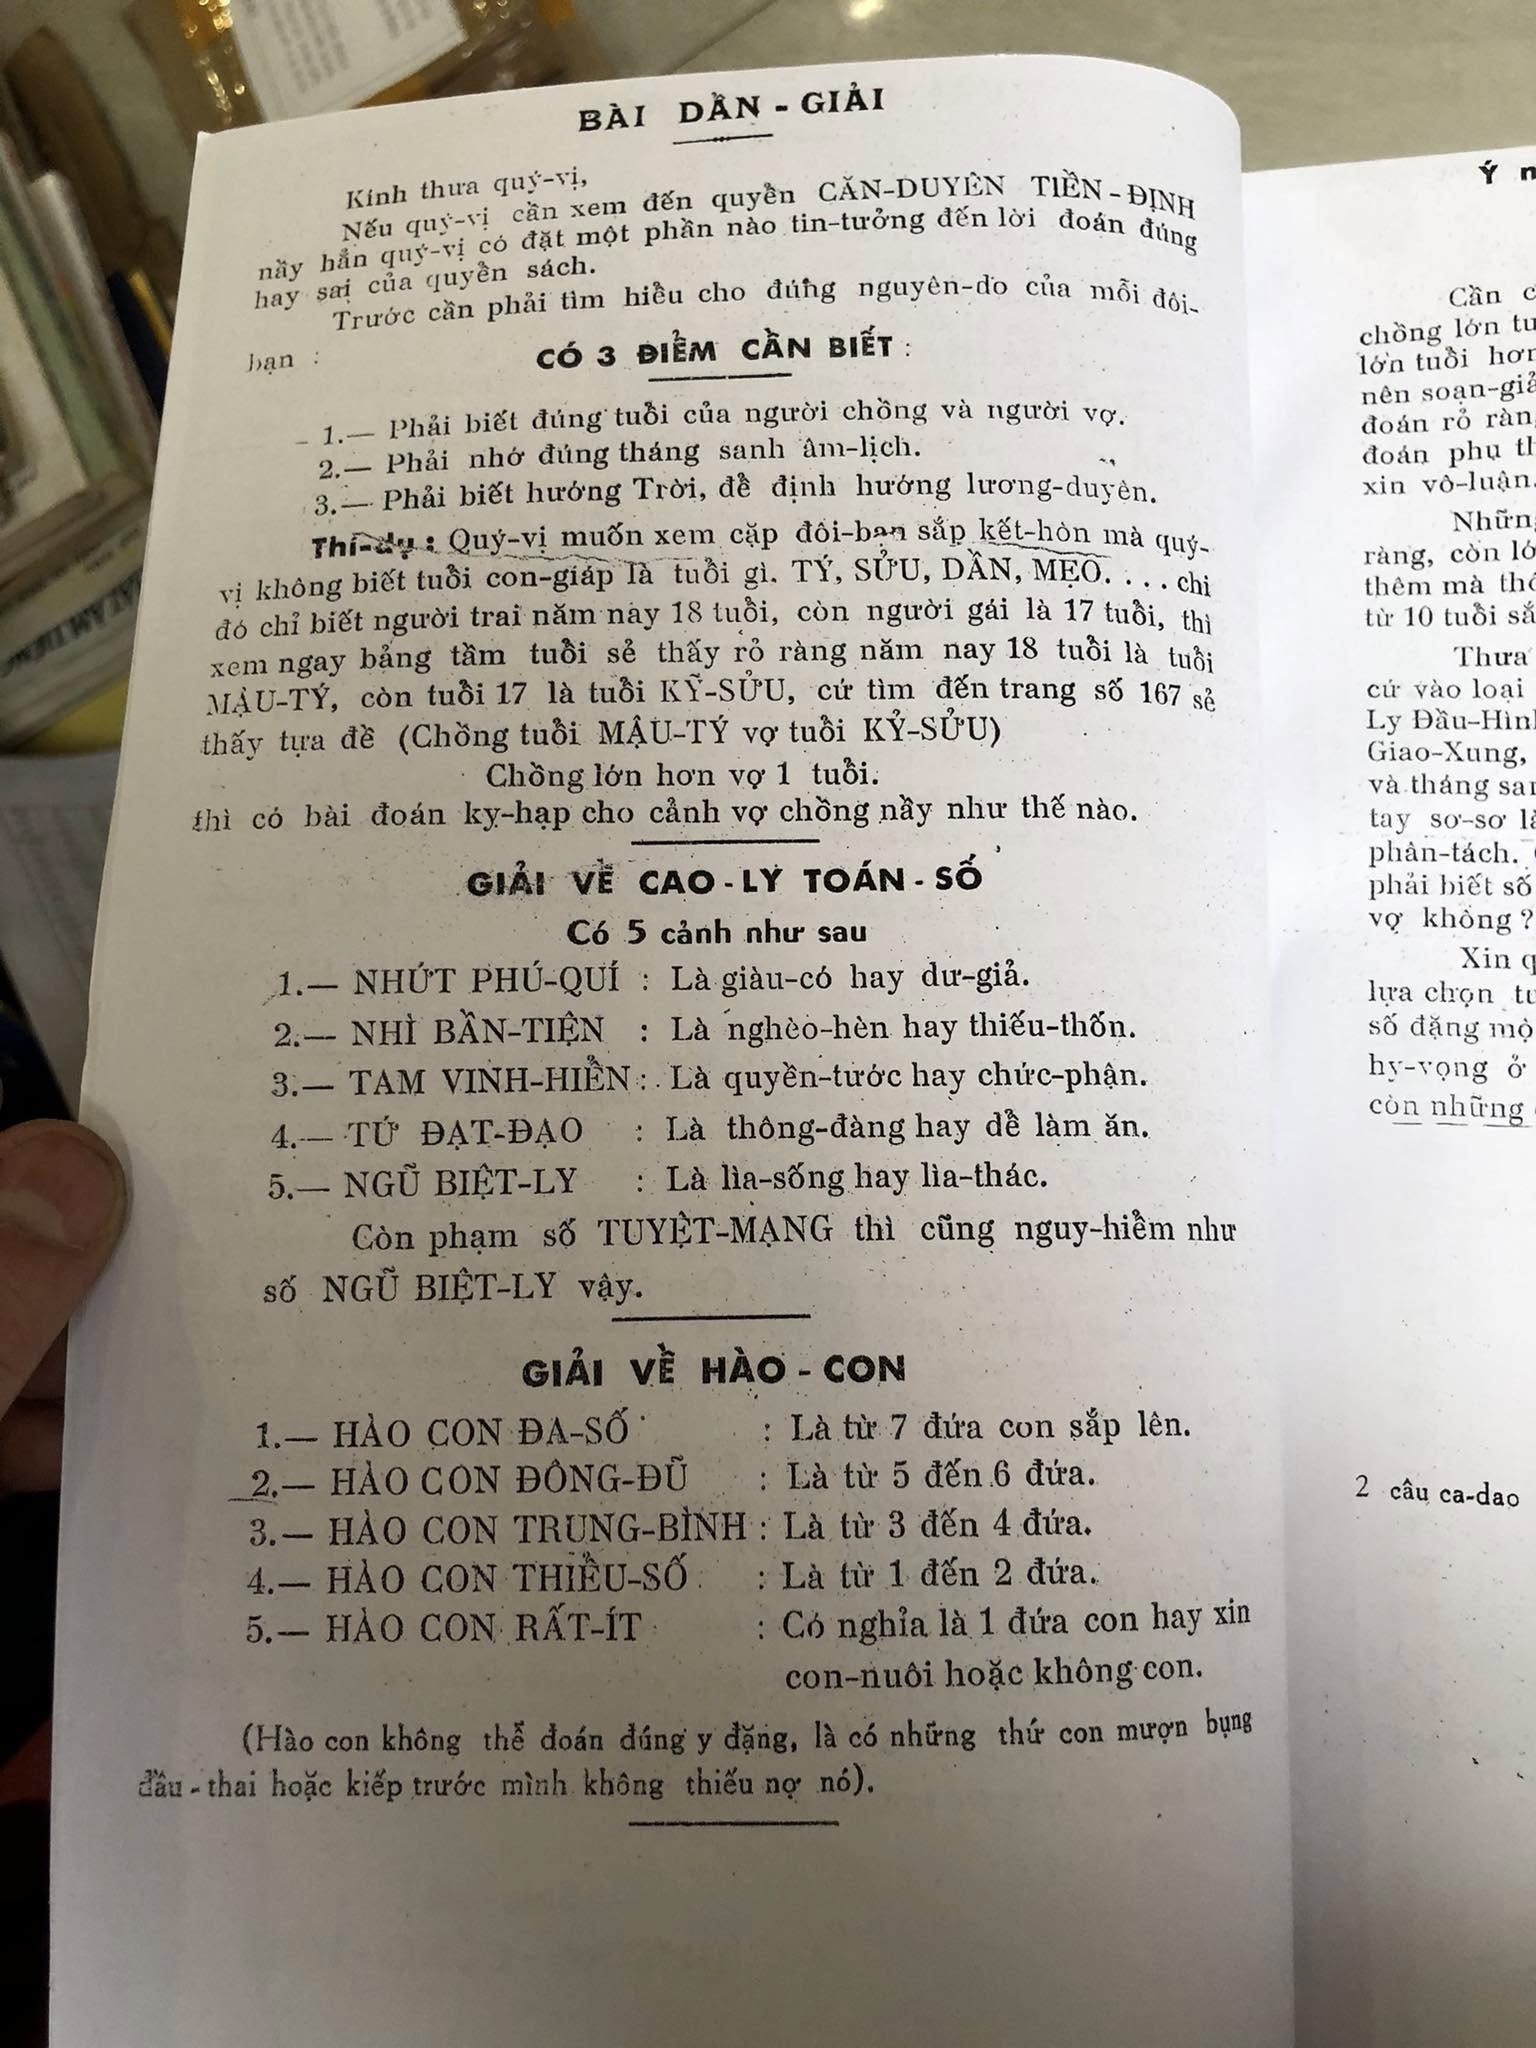 BÀI DẦN - GIẢI
Kính thưa quý-vị,
Nếu quý-vị cần xem đến quyển CĂN-DUYÊN TIỀN-ĐỊNH
nầy hẳn quý-vị có đặt một phần nào tin-tưởng đến lời đoán đúng
hay sai của quyển sách.
Trước cần phải tìm hiểu cho đúng nguyên-do của mỗi đôi-
bạn :
CÓ 3 ĐIỂM CẦN BIẾT :
1.— Phải biết đúng tuổi của người chồng và người vợ.
2.— Phải nhớ đúng tháng sanh âm-lịch.
3.— Phải biết hướng Trời, để định hướng lương-duyên.
Thí-dụ : Quý-vị muốn xem cặp đôi-bạn sắp kết-hôn mà quý-
vị không biết tuổi con-giáp là tuổi gì. TÝ, SỬU, DẦN, MẸO. . . . chi
đó chỉ biết người trai năm nay 18 tuổi, còn người gái là 17 tuổi, thì
xem ngay bảng tầm tuổi sẻ thấy rỏ ràng năm nay 18 tuổi là tuổi
MẬU-TÝ, còn tuổi 17 là tuổi KỸ-SỬU, cứ tìm đến trang số 167 sẻ
thấy tựa đề (Chồng tuổi MẬU-TÝ vợ tuổi KỶ-SỬU)
Chồng lớn hơn vợ 1 tuổi.
thì có bài đoán kỵ-hạp cho cảnh vợ chồng nầy như thế nào.
GIẢI VỀ CAO - LY TOÁN - SỐ
Có 5 cảnh như sau
1.— NHỨT PHÚ-QUÍ : Là giàu-có hay dư-giả.
2.— NHÌ BẦN-TIỆN : Là nghèo-hèn hay thiếu-thốn.
3.— TAM VINH-HIỂN : Là quyền-tước hay chức-phận.
4.— TỨ ĐẠT-ĐẠO : Là thông-đàng hay dể làm ăn.
5.— NGŨ BIỆT-LY : Là lìa-sống hay lìa-thác.
Còn phạm số TUYỆT-MẠNG thì cũng nguy-hiểm như
số NGŨ BIỆT-LY vậy.
GIẢI VỀ HÀO - CON
1.— HÀO CON ĐA-SỐ : Là từ 7 đứa con sắp lên.
2.— HÀO CON ĐÔNG-ĐŨ : Là từ 5 đến 6 đứa.
3.— HÀO CON TRUNG-BÌNH : Là từ 3 đến 4 đứa.
4.— HÀO CON THIỂU-SỐ : Là từ 1 đến 2 đứa.
5.— HÀO CON RẤT-ÍT : Có nghỉa là 1 đứa con hay xin
con-nuôi hoặc không con.
(Hào con không thể đoán đúng y đặng, là có những thứ con mượn bụng
đầu - thai hoặc kiếp trước mình không thiếu nợ nó).
Ý
Cần
chồng lớn
lớn tuổi hơn
nên soạn-giả
đoán rỏ ràng
đoán phụ
xin vô-luận.
Những
ràng, còn
thêm mà
từ 10 tuổi
Thưa
cứ vào loại
Ly Đầu-Hình
Giao-Xung,
và tháng
tay sơ-sơ
phân-tách.
phải biết số
vợ không ?
Xin
lựa chọn
số đặng
hy-vọng ở
còn những
2 câu ca-dao